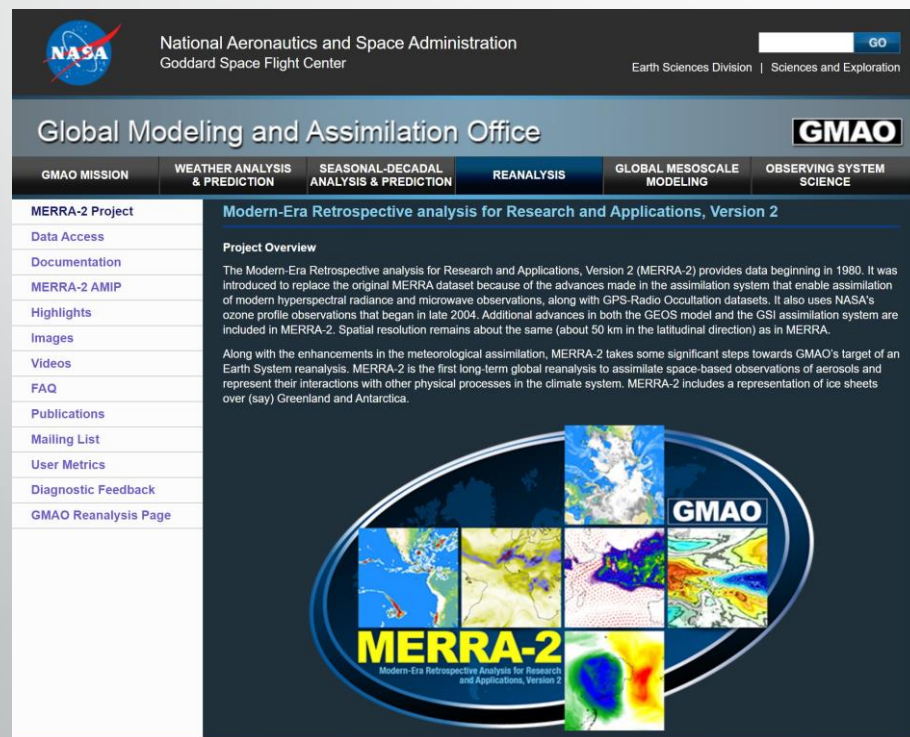 NASA
National Aeronautics and Space Administration
Goddard Space Flight Center
GO
Earth Sciences Division | Sciences and Exploration
Global Modeling and Assimilation Office
GMAO
GMAO MISSION
WEATHER ANALYSIS
& PREDICTION
SEASONAL-DECADAL
ANALYSIS & PREDICTION
REANALYSIS
GLOBAL MESOSCALE
MODELING
OBSERVING SYSTEM
SCIENCE
MERRA-2 Project
Data Access
Documentation
MERRA-2 AMIP
Highlights
Images
Videos
FAQ
Publications
Mailing List
User Metrics
Diagnostic Feedback
GMAO Reanalysis Page
Modern-Era Retrospective analysis for Research and Applications, Version 2
Project Overview
The Modern-Era Retrospective analysis for Research and Applications, Version 2 (MERRA-2) provides data beginning in 1980. It was
introduced to replace the original MERRA dataset because of the advances made in the assimilation system that enable assimilation
of modern hyperspectral radiance and microwave observations, along with GPS-Radio Occultation datasets. It also uses NASA's
ozone profile observations that began in late 2004. Additional advances in both the GEOS model and the GSI assimilation system are
included in MERRA-2. Spatial resolution remains about the same (about 50 km in the latitudinal direction) as in MERRA.
Along with the enhancements in the meteorological assimilation, MERRA-2 takes some significant steps towards GMAO's target of an
Earth System reanalysis. MERRA-2 is the first long-term global reanalysis to assimilate space-based observations of aerosols and
represent their interactions with other physical processes in the climate system. MERRA-2 includes a representation of ice sheets
over (say) Greenland and Antarctica.
GMAO
MERRA-2
Modern-Era Retrospective Analysis for Research
and Applications, Version 2